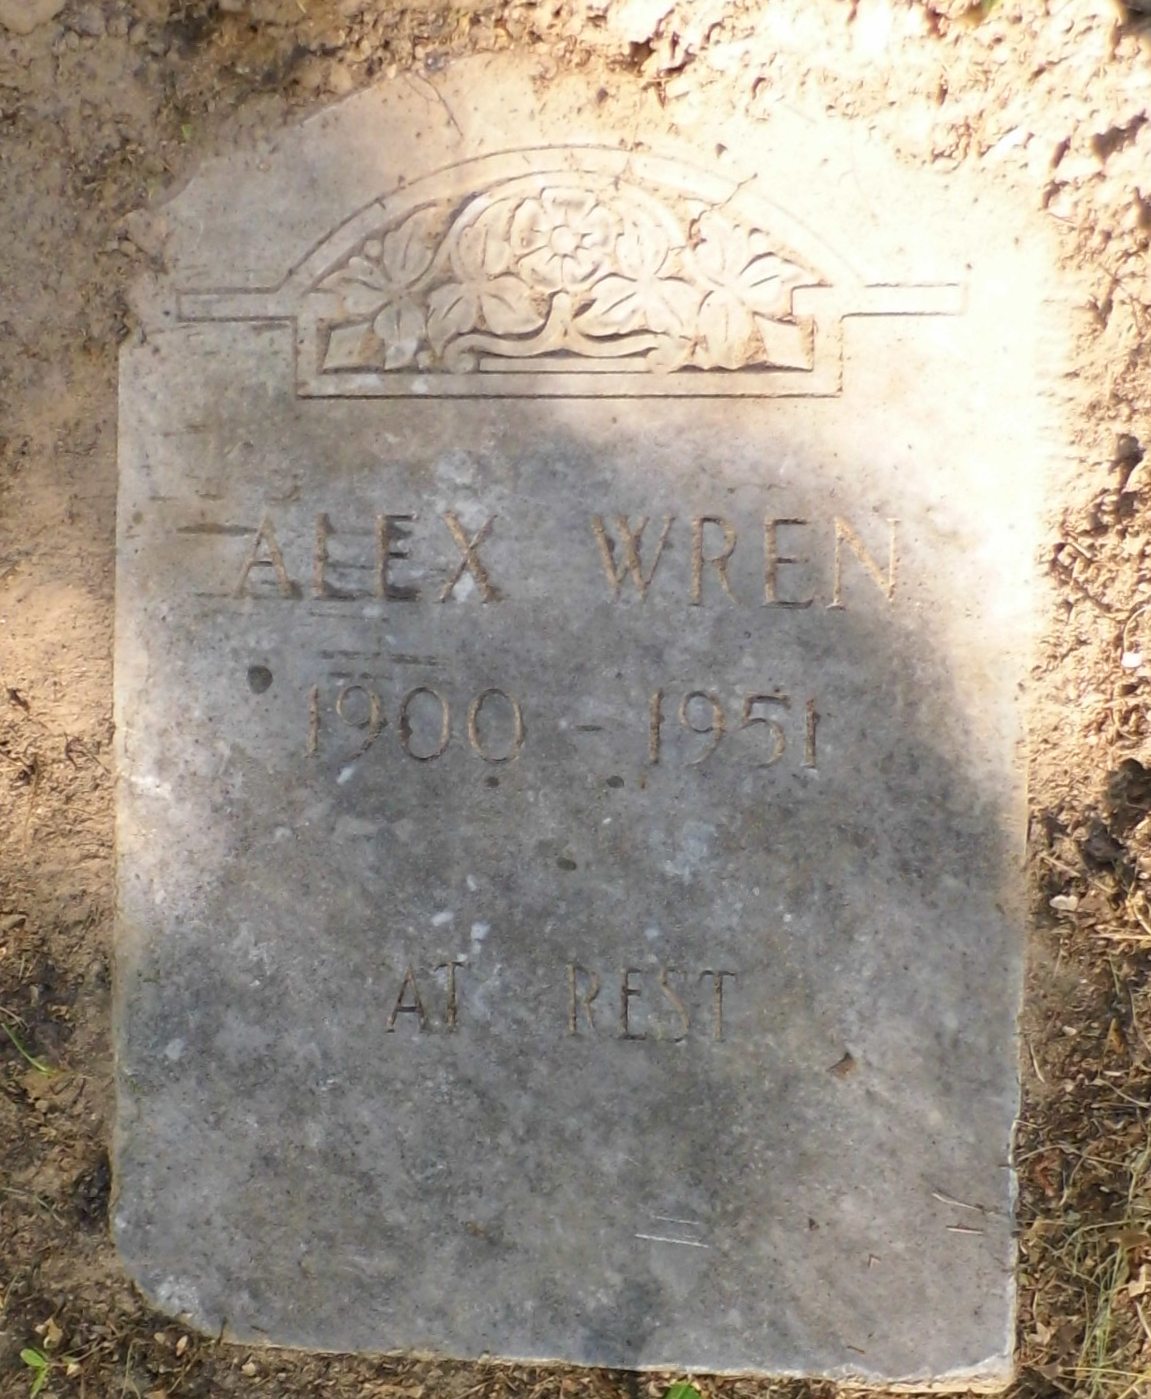 ALEX WREN
1900 - 1951
AT REST